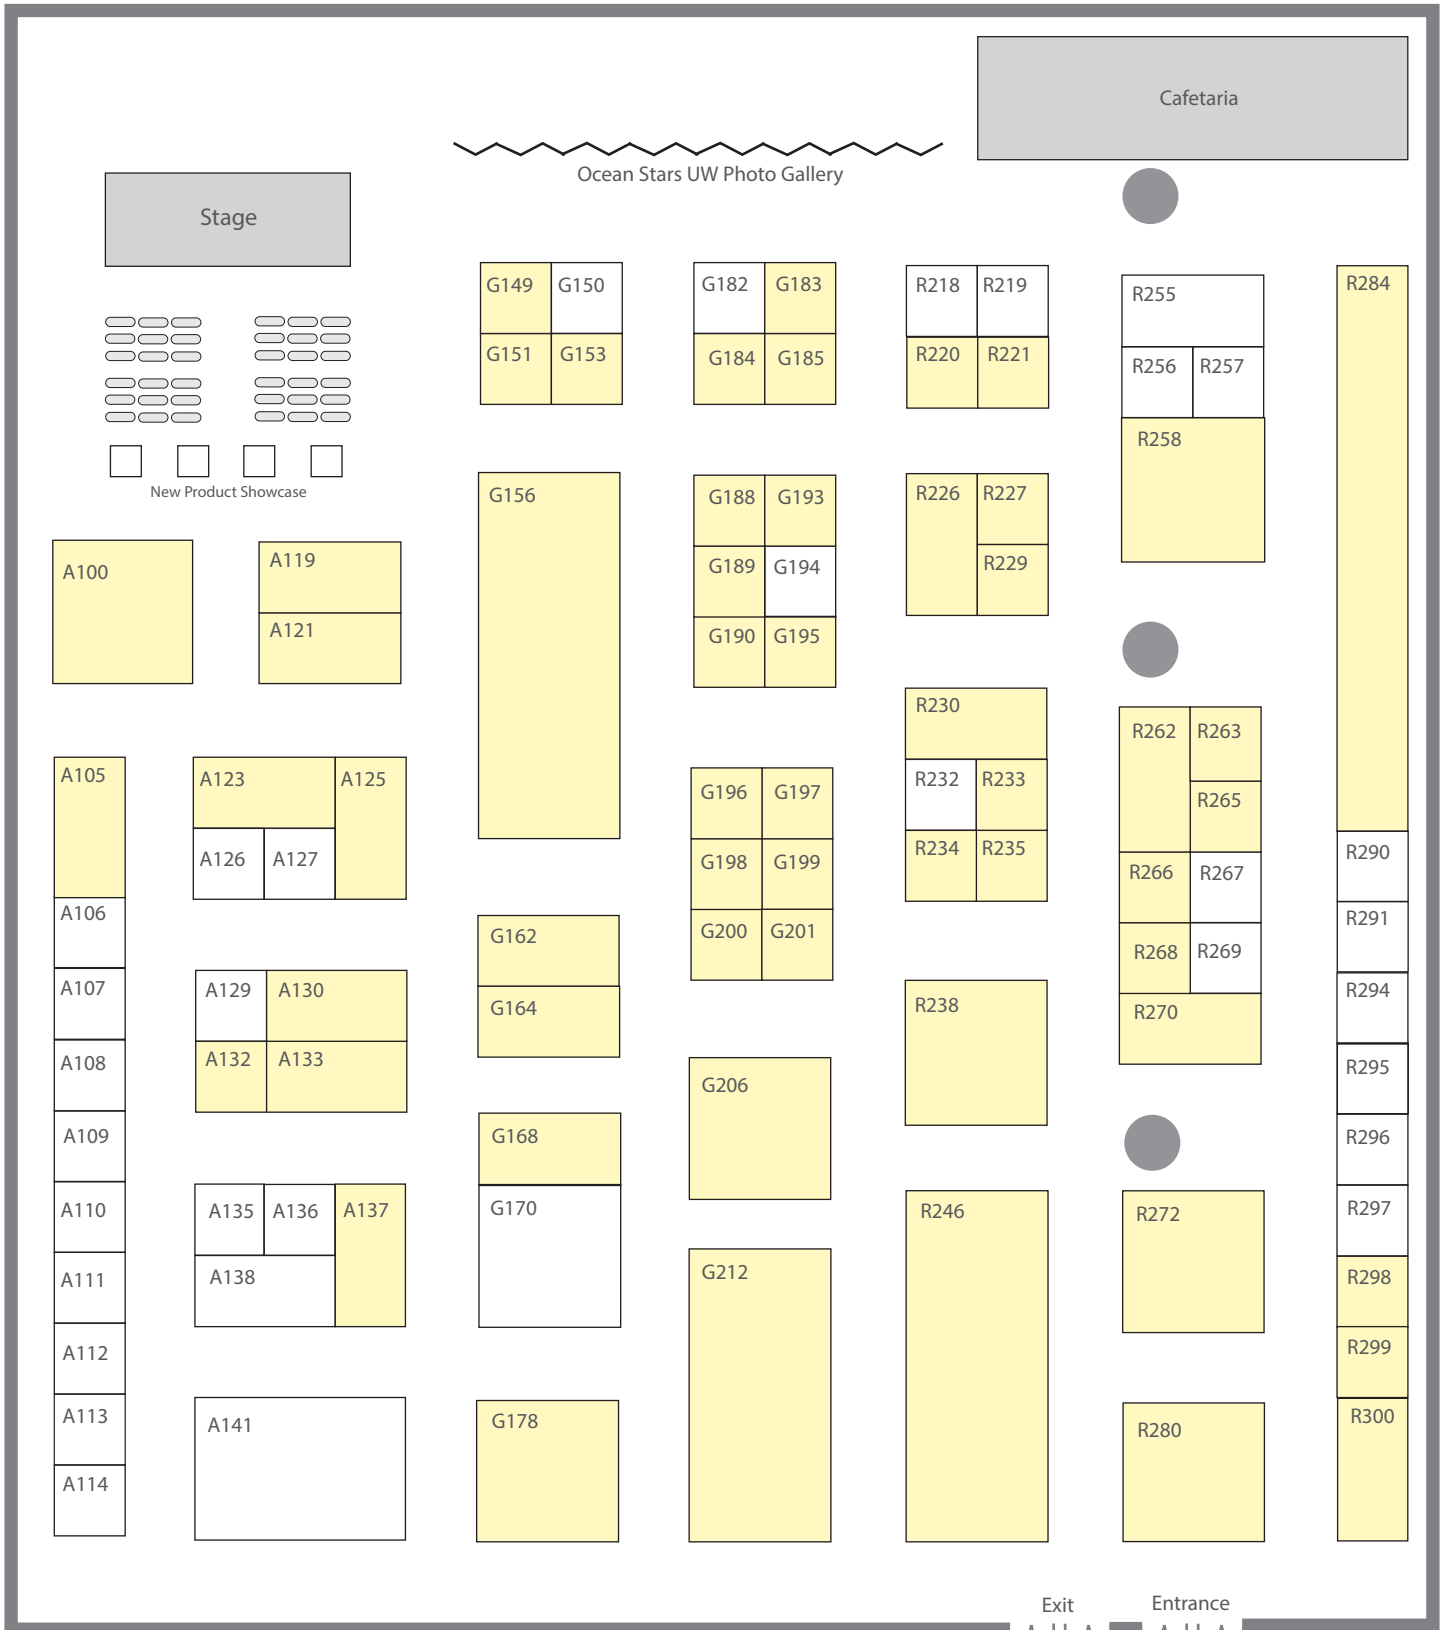 Cafetaria
Ocean Stars UW Photo Gallery
Stage
New Product Showcase
G149 G150
G151 G153
G182 G183
G184 G185
R218 R219
R220 R221
R255
R256 R257
R258
R284
G156
G188 G193
G189 G194
G190 G195
R226 R227
R229
A100
A119
A121
R230
R232 R233
R234 R235
R262 R263
R265
R266 R267
R268 R269
R270
A105
A106
A107
A108
A109
A110
A111
A112
A113
A114
A123 A125
A126 A127
A129 A130
A132 A133
A135 A136 A137
A138
A141
G162
G164
G168
G170
G178
G196 G197
G198 G199
G200 G201
G206
G212
R238
R246
R272
R280
R290
R291
R294
R295
R296
R297
R298
R299
R300
Exit Entrance